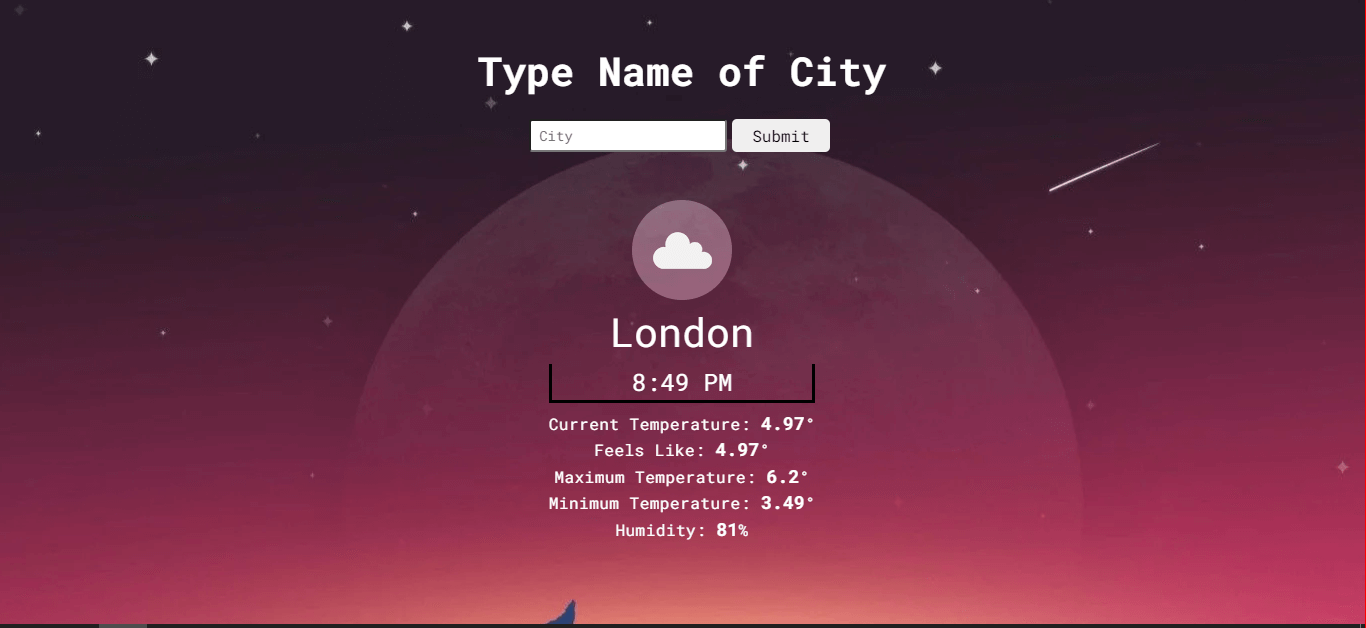 Type Name of City
City
Submit
London
8:49 PM
Current Temperature: 4.97°
Feels Like: 4.97°
Maximum Temperature: 6.2°
Minimum Temperature: 3.49°
Humidity: 81%